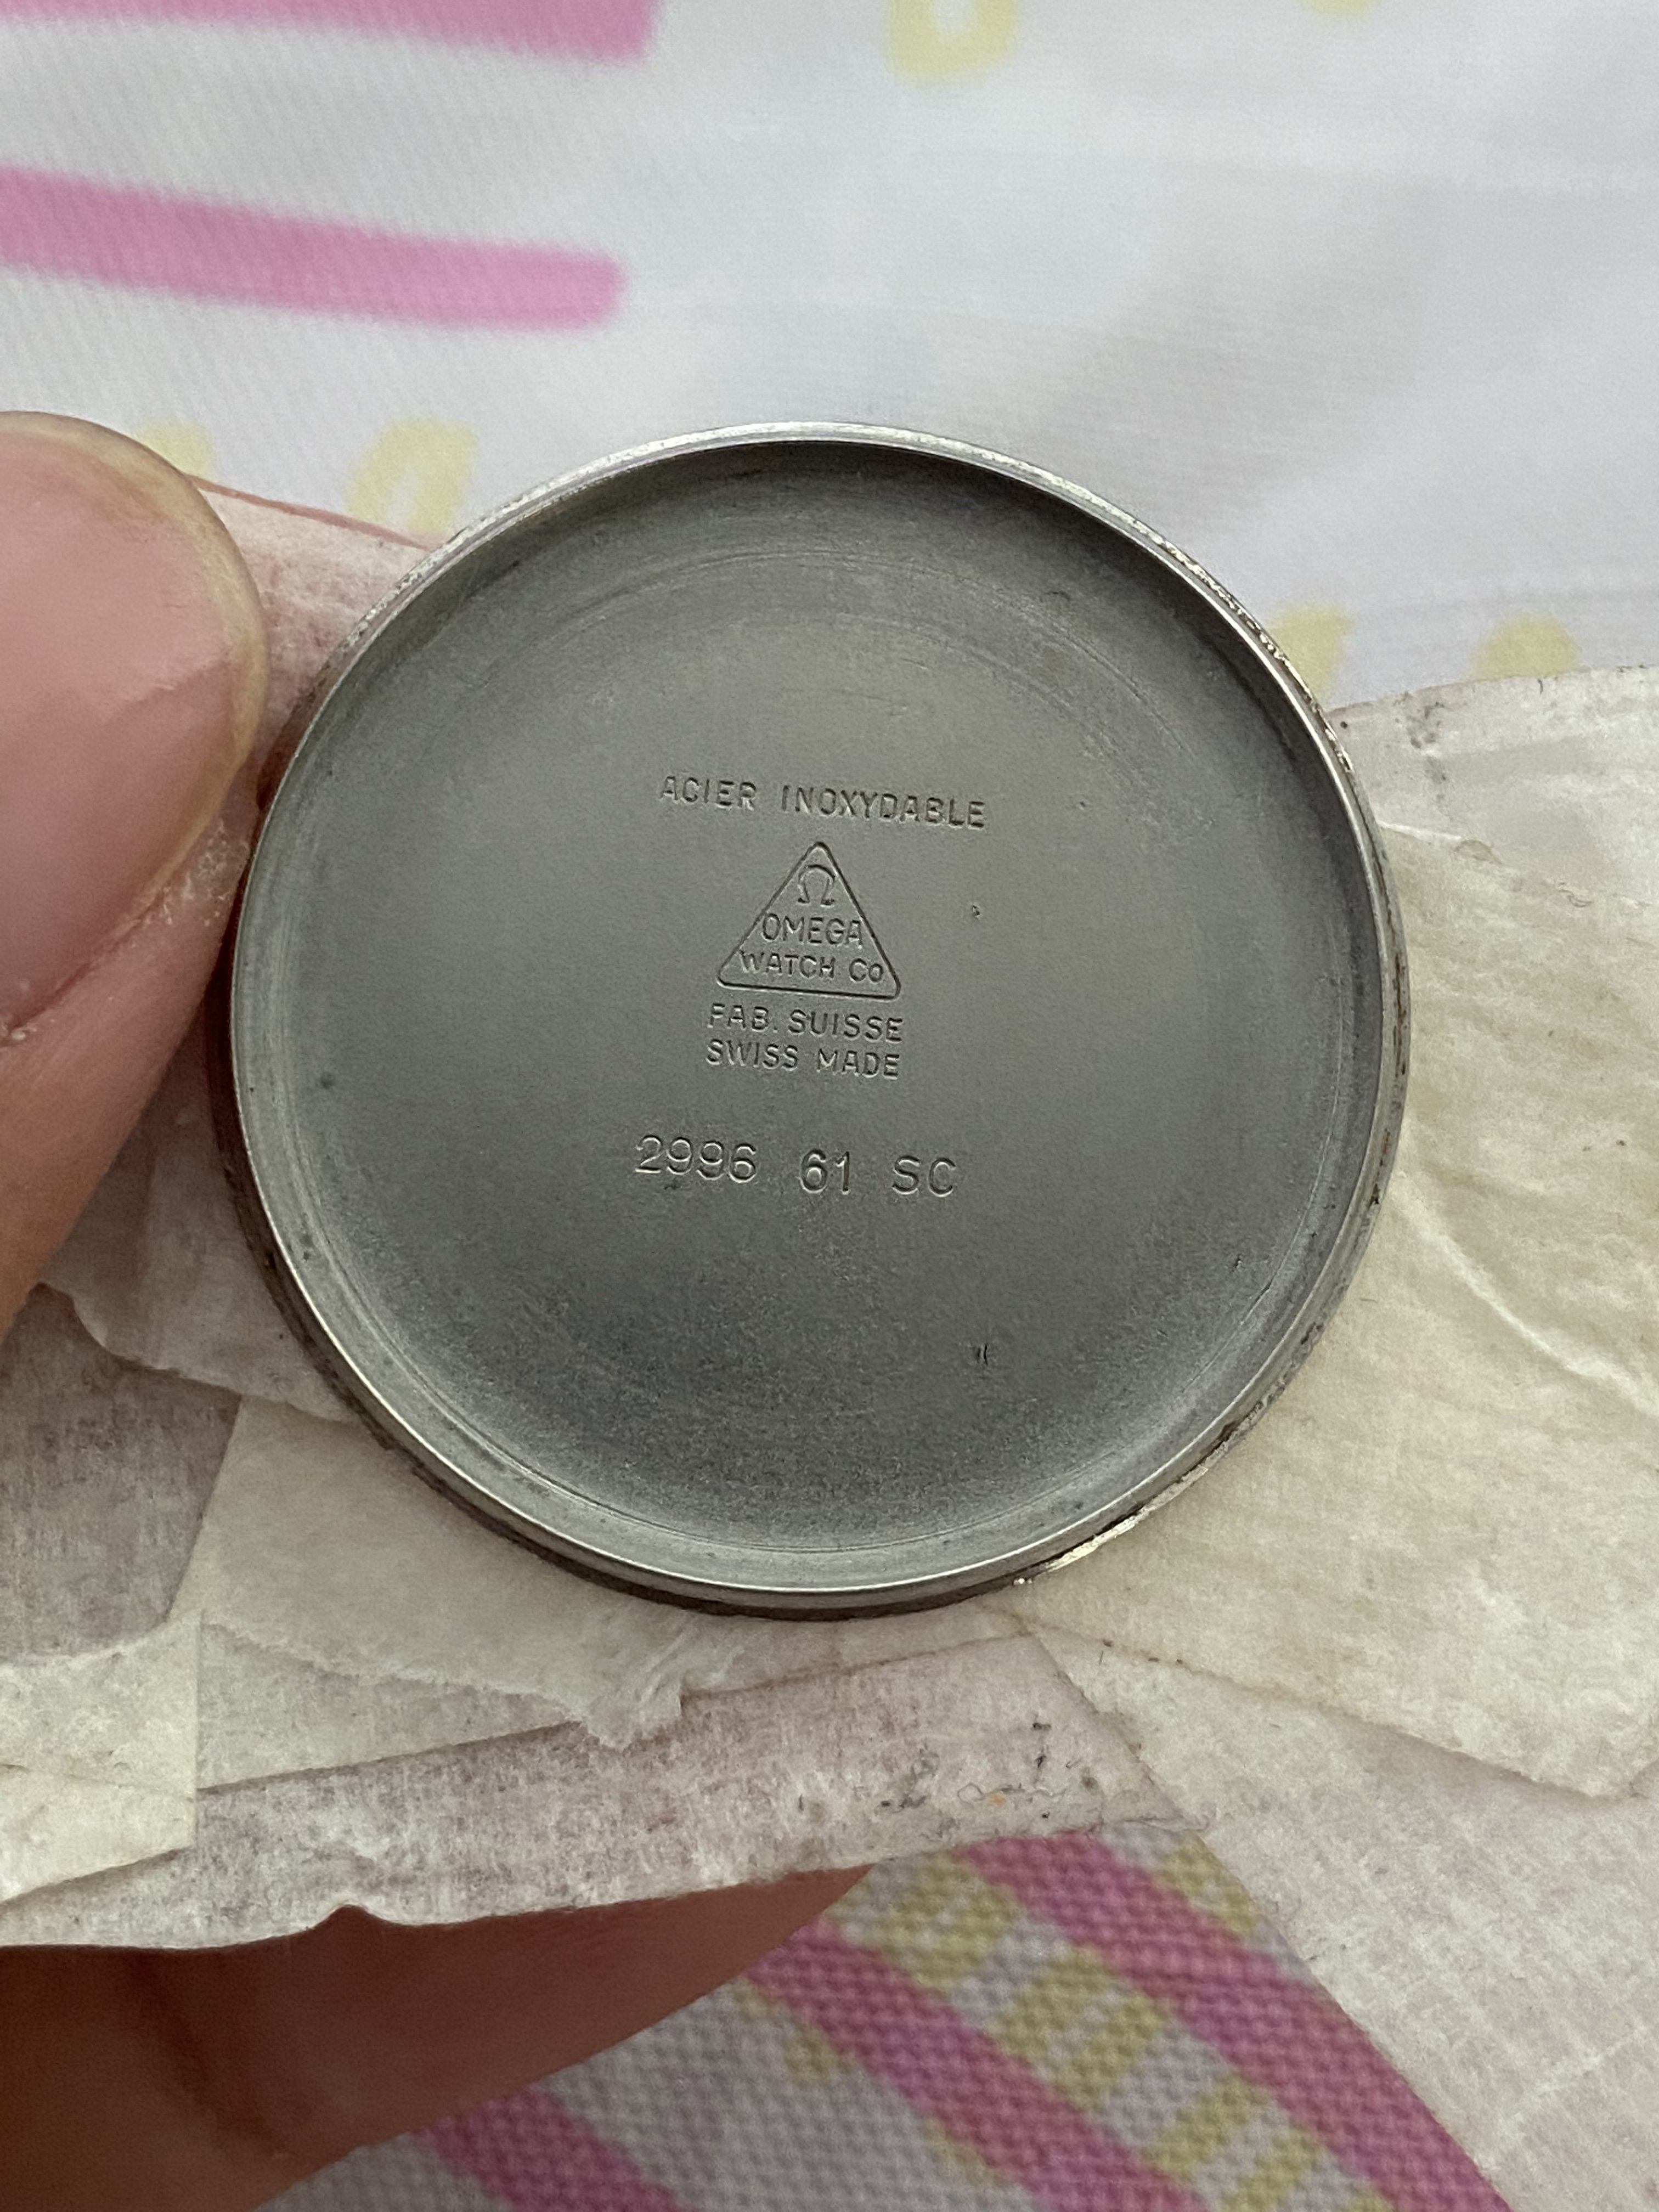 ACIER INOXYDABLE
Ω
OMEGA
WATCH Co
FAB. SUISSE
SWISS MADE
2996 61 SC